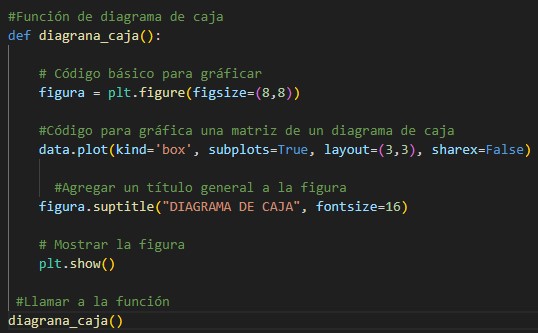 #Función de diagrama de caja
def diagrana_caja():
# Código básico para gráficar
figura = plt.figure(figsize=(8,8))
#Código para gráfica una matriz de un diagrama de caja
data.plot(kind='box', subplots=True, layout=(3,3), sharex=False)
#Agregar un título general a la figura
figura.suptitle("DIAGRAMA DE CAJA", fontsize=16)
# Mostrar la figura
plt.show()
#Llamar a la función
diagrana_caja()